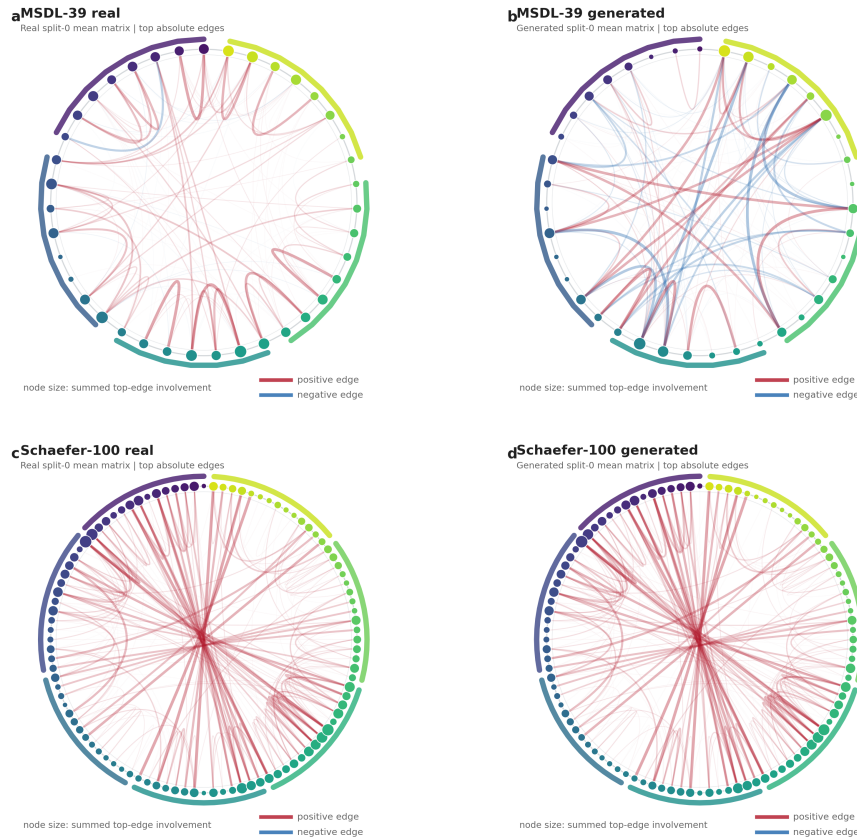 a MSDL-39 real
Real split-0 mean matrix | top absolute edges
node size: summed top-edge involvement
positive edge
negative edge
b MSDL-39 generated
Generated split-0 mean matrix | top absolute edges
node size: summed top-edge involvement
positive edge
negative edge
c Schaefer-100 real
Real split-0 mean matrix | top absolute edges
node size: summed top-edge involvement
positive edge
negative edge
d Schaefer-100 generated
Generated split-0 mean matrix | top absolute edges
node size: summed top-edge involvement
positive edge
negative edge